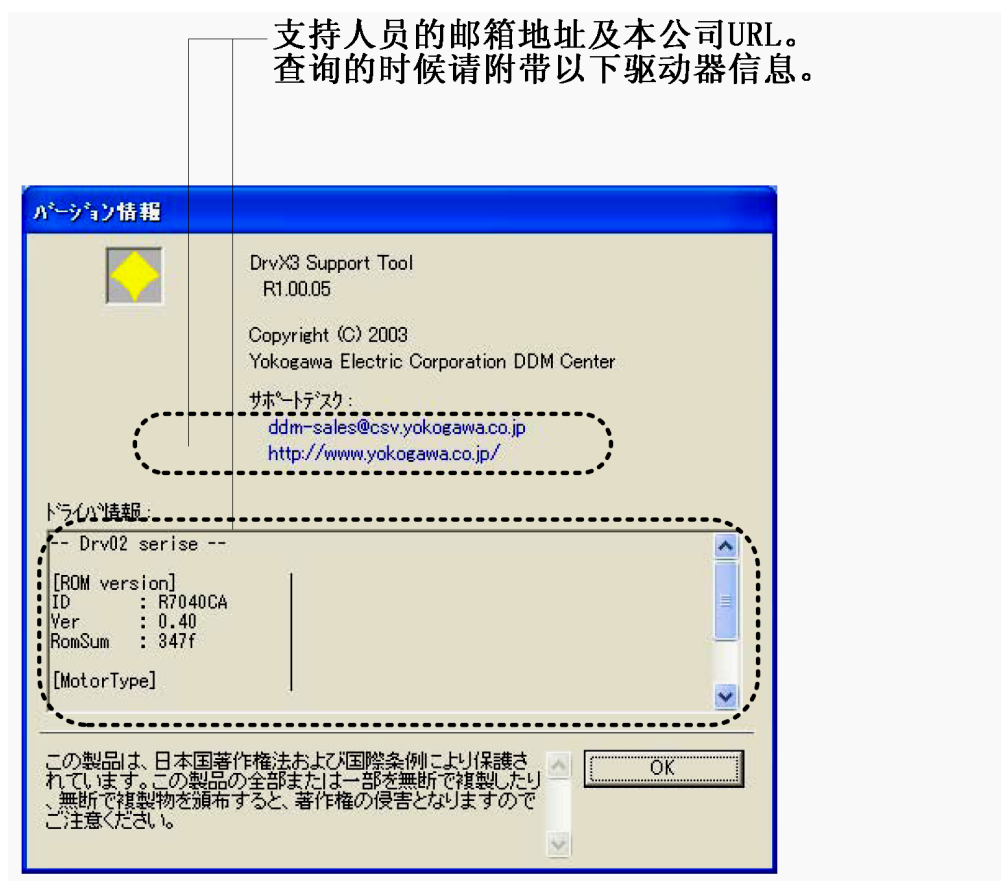 支持人员的邮箱地址及本公司URL。
查询的时候请附带以下驱动器信息。
バージョン情報
DrvX3 Support Tool
R1.00.05
Copyright (C) 2003
Yokogawa Electric Corporation DDM Center
サポートデスク:
ddm-sales@csv.yokogawa.co.jp
http://www.yokogawa.co.jp/
ドライバ情報:
-- Drv02 serise --
[ROM version]
ID : R7040CA
Ver : 0.40
RomSum : 347f
[MotorType]
この製品は、日本国著作権法および国際条例により保護さ
れています。この製品の全部または一部を無断で複製したり
、無断で複製物を頒布すると、著作権の侵害となりますので
ご注意ください。
OK